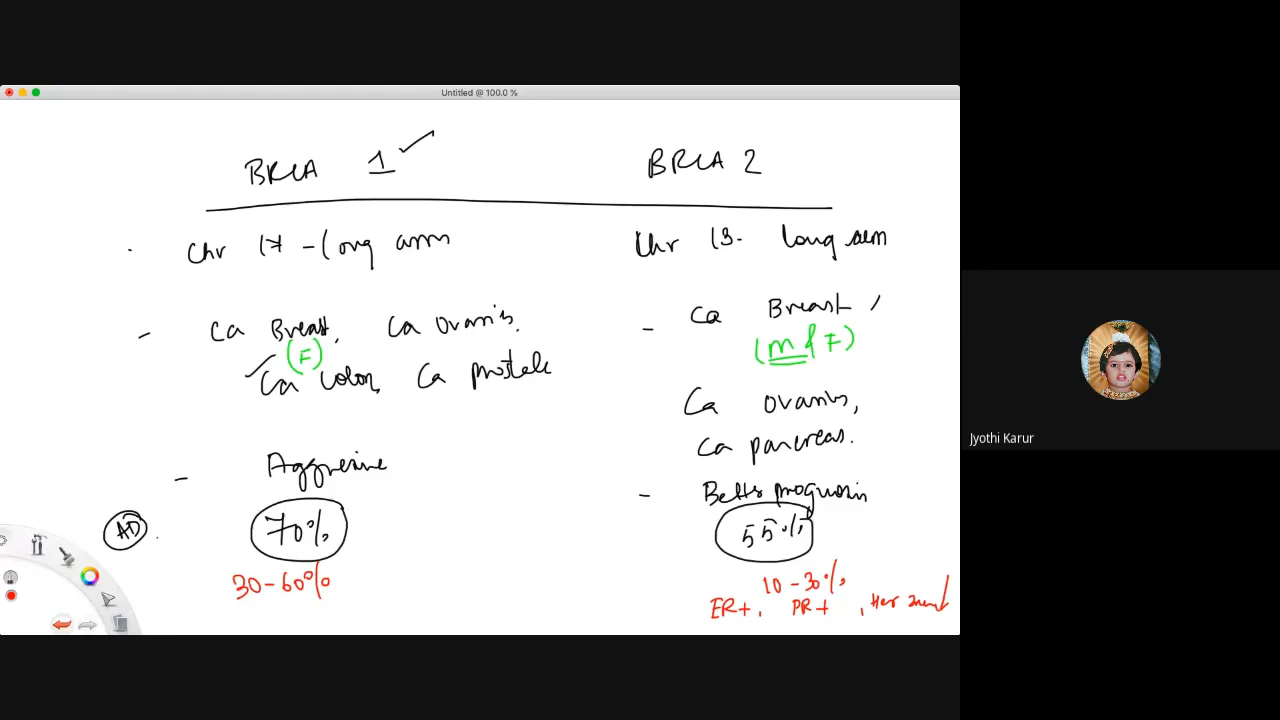 Untitled @ 100.0 %
BRCA 1 ✓ BRCA 2
Chr 17 - long arm Chr 13. long arm
- Ca Breast, Ca ovaries. - Ca Breast,
(F) (m & F)
Ca colon, Ca prostate
Ca ovaries,
Ca pancreas.
- Aggressive - Better prognosis
AD 70% 55%
30-60% 10-30%
ER+, PR+, Her
Jyothi Karur